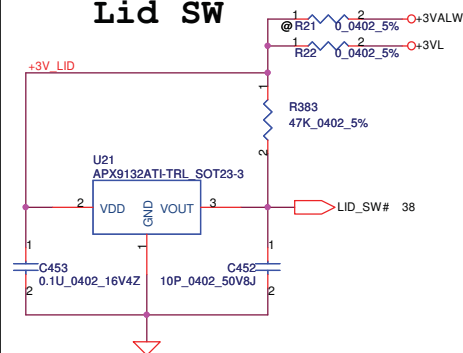 Lid SW
1 2 +3VALW
@ R21 0_0402_5%
1 2 +3VL
R22 0_0402_5%
+3V_LID
1
R383
47K_0402_5%
2
U21
APX9132ATI-TRL_SOT23-3
2 VDD GND VOUT 3
LID_SW# 38
1
1 1
C453 C452
0.1U_0402_16V4Z 10P_0402_50V8J
2 2